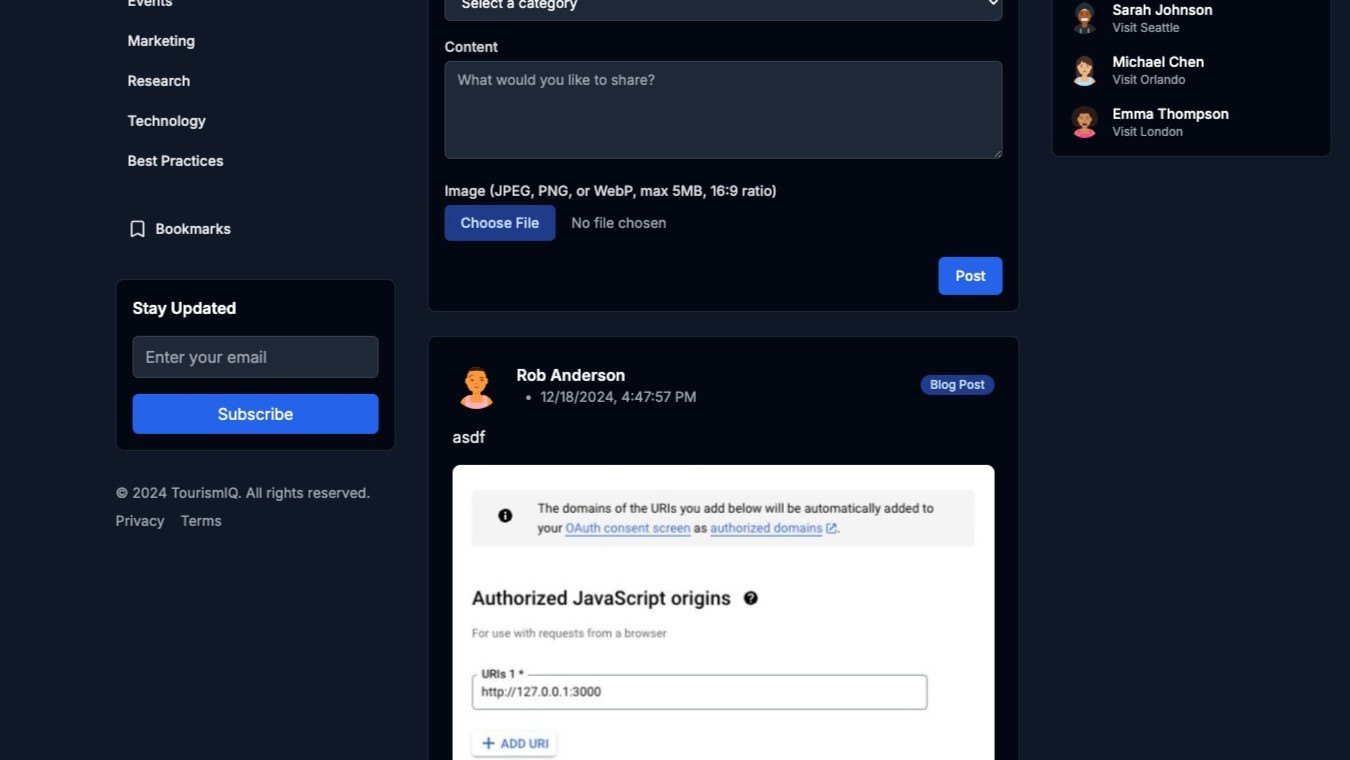 Events
Marketing
Research
Technology
Best Practices
Bookmarks
Stay Updated
Enter your email
Subscribe
© 2024 TourismIQ. All rights reserved.
Privacy Terms
Select a category
Content
What would you like to share?
Image (JPEG, PNG, or WebP, max 5MB, 16:9 ratio)
Choose File No file chosen
Post
Rob Anderson
• 12/18/2024, 4:47:57 PM
Blog Post
asdf
The domains of the URIs you add below will be automatically added to
your OAuth consent screen as authorized domains.
Authorized JavaScript origins
For use with requests from a browser
URIs 1 *
http://127.0.0.1:3000
+ ADD URI
Sarah Johnson
Visit Seattle
Michael Chen
Visit Orlando
Emma Thompson
Visit London